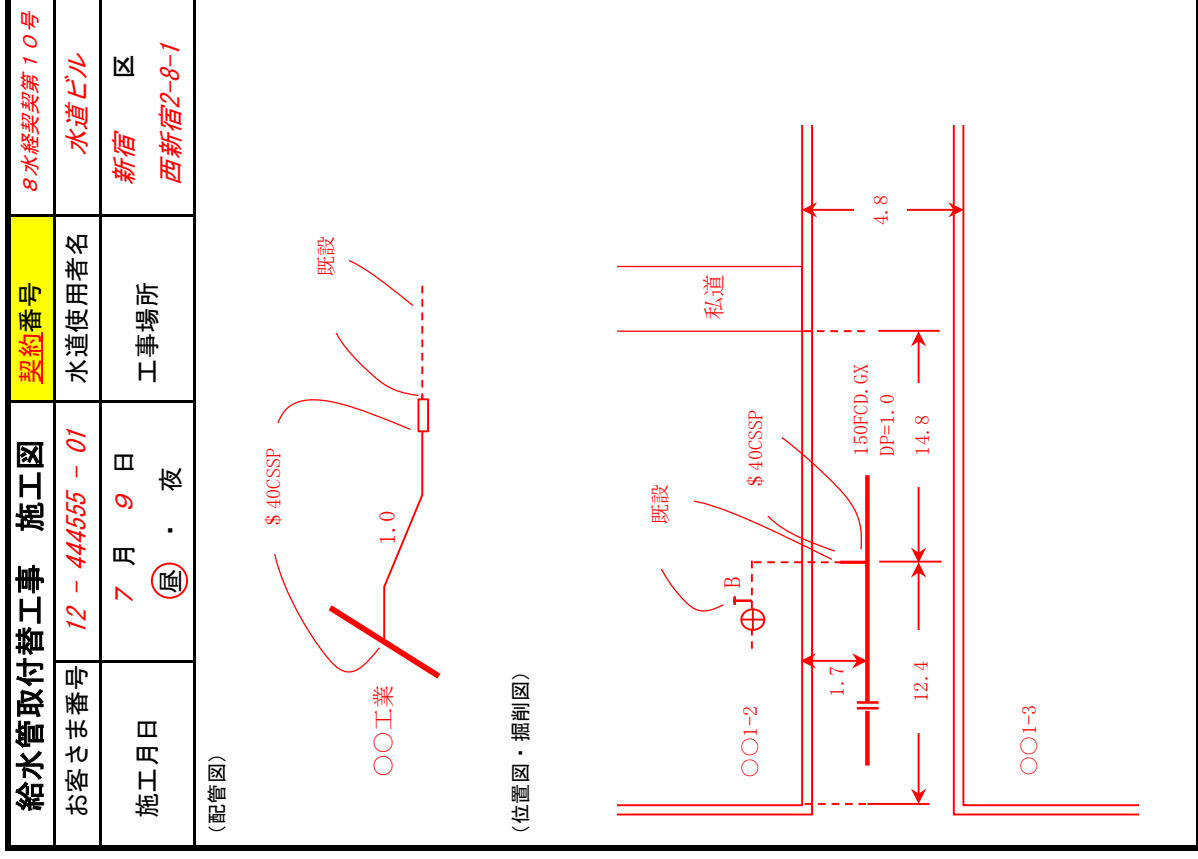 給水管取付替工事 施工図 契約番号 8水経契契第10号
お客さま番号 12 - 444555 - 01 水道使用者名 水道ビル
施工月日 7 月 9 日 工事場所 新宿 区
昼 ・ 夜 西新宿2-8-1
(配管図)
$40CSSP
既設
1.0
○○工業
(位置図・掘削図)
私道
4.8
既設
$40CSSP
B
150FCD.GX
DP=1.0
○○1-2
1.7
12.4
14.8
○○1-3